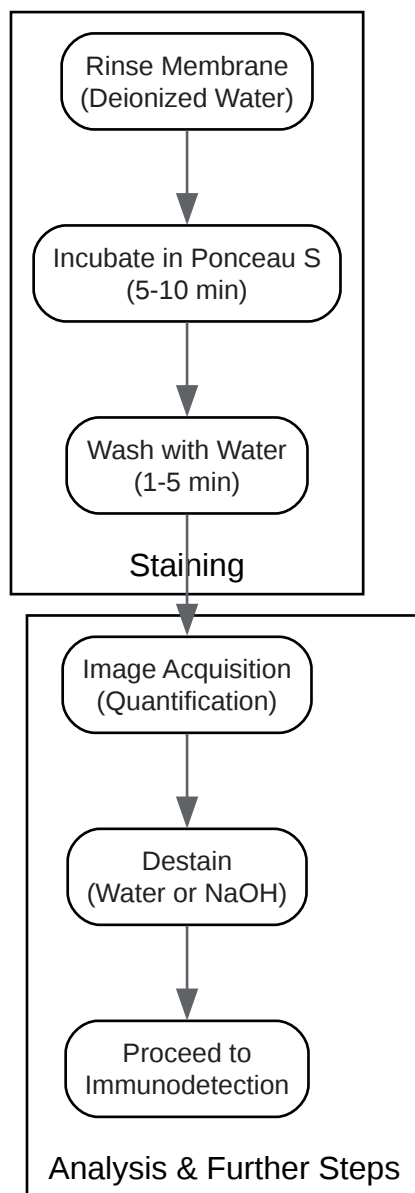 Rinse Membrane
(Deionized Water)
Incubate in Ponceau S
(5-10 min)
Wash with Water
(1-5 min)
Staining
Image Acquisition
(Quantification)
Destain
(Water or NaOH)
Proceed to
Immunodetection
Analysis & Further Steps